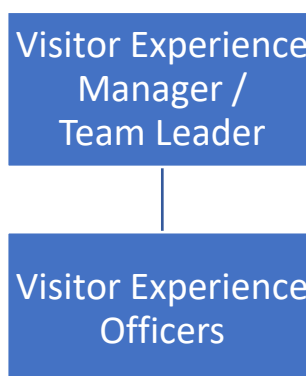 Visitor Experience
Manager /
Team Leader
Visitor Experience
Officers